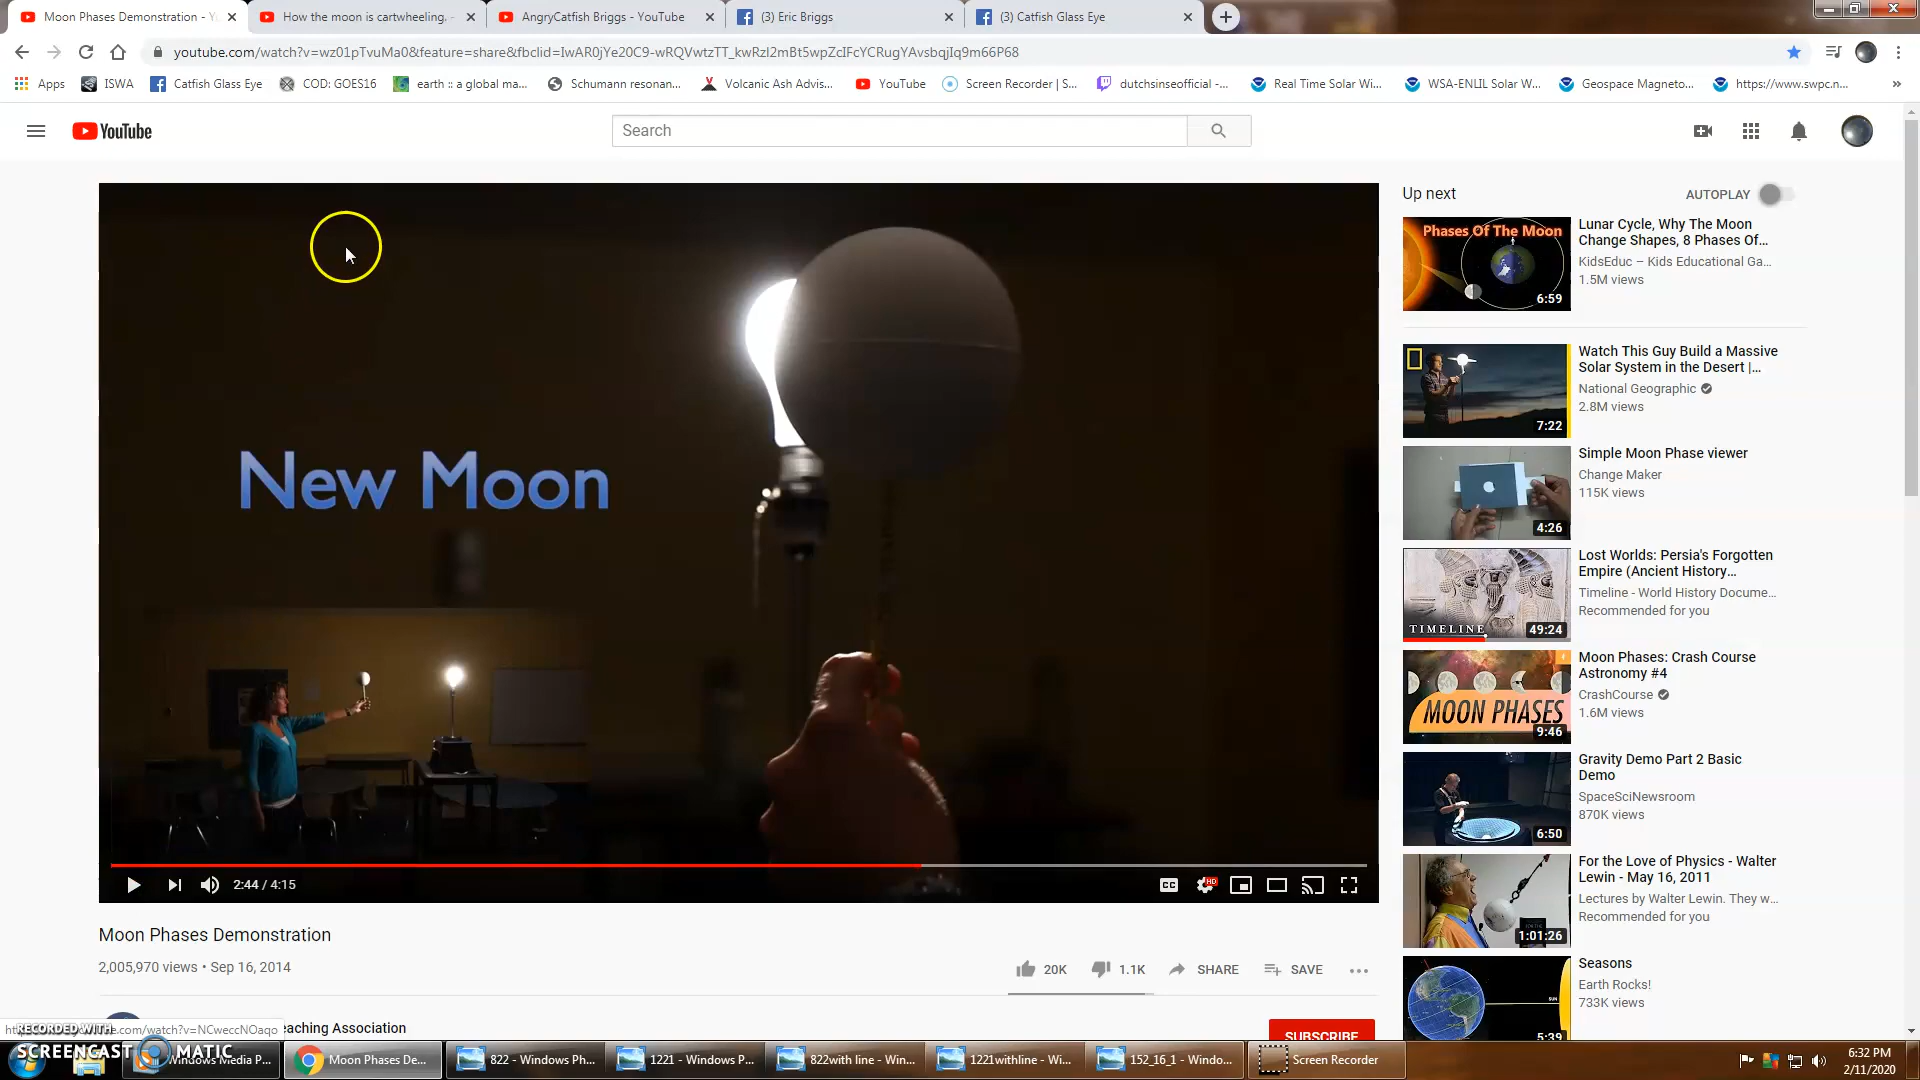 Moon Phases Demonstration - Y
How the moon is cartwheeling. -
AngryCatfish Briggs - YouTube
(3) Eric Briggs
(3) Catfish Glass Eye
youtube.com/watch?v=wz01pTvuMa0&feature=share&fbclid=IwAR0jYe20C9-wRQVwtzTT_kwRzI2mBt5wpZcIFcYCRugYAvsbqjIq9m66P68
Apps
ISWA
Catfish Glass Eye
COD: GOES16
earth :: a global ma...
Schumann resonan...
Volcanic Ash Advis...
YouTube
Screen Recorder | S...
dutchsinseofficial -...
Real Time Solar Wi...
WSA-ENLIL Solar W...
Geospace Magneto...
https://www.swpc.n...
YouTube
Search
New Moon
2:44 / 4:15
CC
HD
Moon Phases Demonstration
2,005,970 views • Sep 16, 2014
20K
1.1K
SHARE
SAVE
eaching Association
SUBSCRIBE
Up next
AUTOPLAY
Phases Of The Moon
6:59
Lunar Cycle, Why The Moon
Change Shapes, 8 Phases Of...
KidsEduc – Kids Educational Ga...
1.5M views
7:22
Watch This Guy Build a Massive
Solar System in the Desert |...
National Geographic
2.8M views
4:26
Simple Moon Phase viewer
Change Maker
115K views
TIMELINE
49:24
Lost Worlds: Persia's Forgotten
Empire (Ancient History...
Timeline - World History Docume...
Recommended for you
MOON PHASES
9:46
Moon Phases: Crash Course
Astronomy #4
CrashCourse
1.6M views
6:50
Gravity Demo Part 2 Basic
Demo
SpaceSciNewsroom
870K views
1:01:26
For the Love of Physics - Walter
Lewin - May 16, 2011
Lectures by Walter Lewin. They w...
Recommended for you
SUN
5:39
Seasons
Earth Rocks!
733K views
e.com/watch?v=NCweccNOaqo
RECORDED WITH
SCREENCAST MATIC
Windows Media P...
Moon Phases De...
822 - Windows Ph...
1221 - Windows P...
822with line - Win...
1221withline - Wi...
152_16_1 - Windo...
Screen Recorder
6:32 PM
2/11/2020